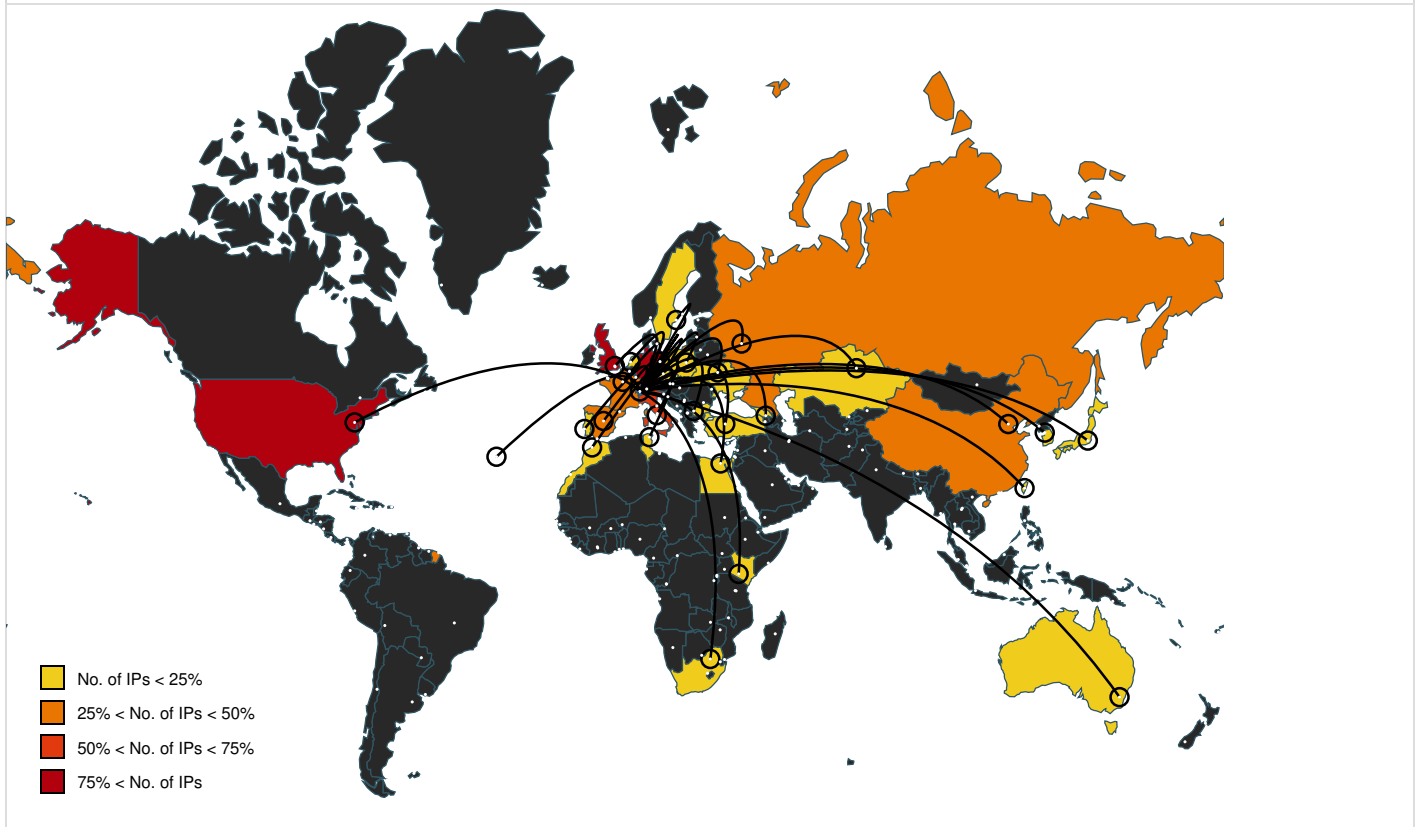 No. of IPs < 25%
25% < No. of IPs < 50%
50% < No. of IPs < 75%
75% < No. of IPs